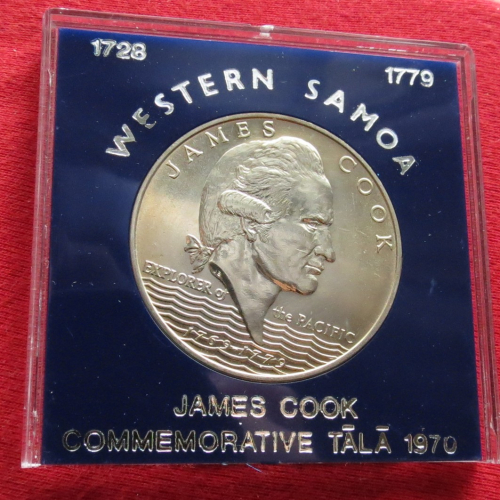 1728 1779
WESTERN SAMOA
JAMES COOK
EXPLORER of the PACIFIC
JAMES COOK
COMMEMORATIVE TĀLĀ 1970